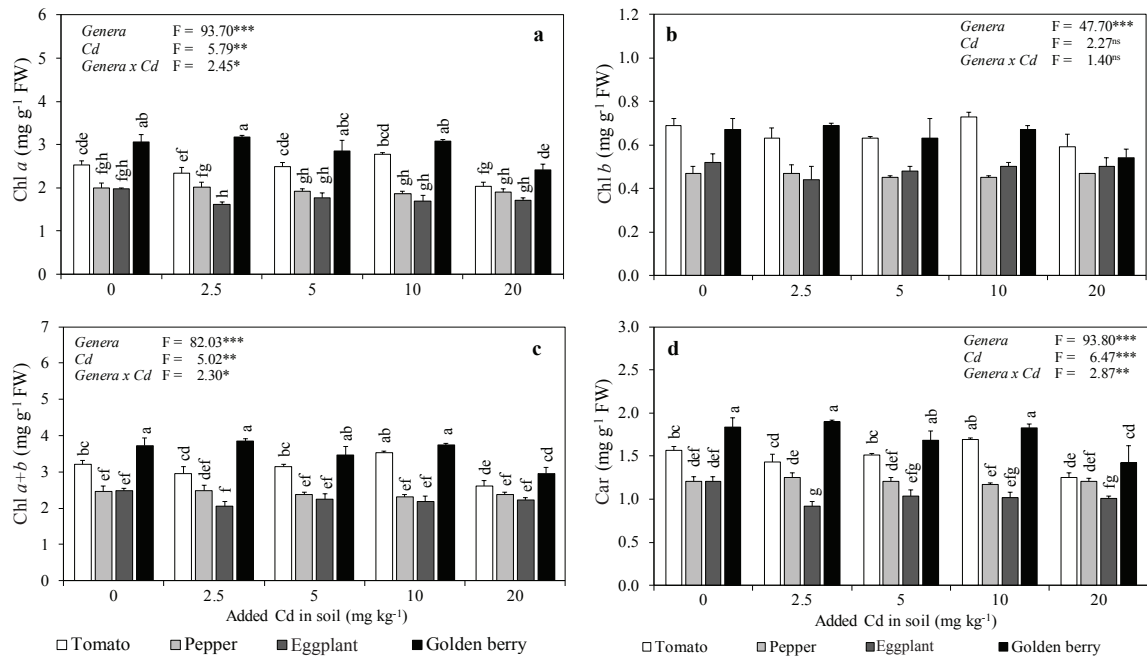 Genera F = 93.70***
Cd F = 5.79**
Genera x Cd F = 2.45*
a
Chl a (mg g-1 FW)
6
5
4
3
2
1
0
cde fgh fgh ab
ef fg h a
cde gh gh abc
bcd gh gh ab
fg gh gh de
0 2.5 5 10 20
b
Genera F = 47.70***
Cd F = 2.27ns
Genera x Cd F = 1.40ns
Chl b (mg g-1 FW)
1.2
0.9
0.6
0.4
0.2
0.0
0 2.5 5 10 20
Genera F = 82.03***
Cd F = 5.02**
Genera x Cd F = 2.30*
c
Chl a+b (mg g-1 FW)
7
6
5
4
3
2
1
0
bc ef ef a
cd def f a
bc ef ef ab
ab ef ef a
de ef ef cd
0 2.5 5 10 20
Added Cd in soil (mg kg-1)
Tomato Pepper Eggplant Golden berry
d
Genera F = 93.80***
Cd F = 6.47***
Genera x Cd F = 2.87**
Car (mg g-1 FW)
3.0
2.5
2.0
1.5
1.0
0.5
0.0
bc def def a
cd de g a
bc def efg ab
ab ef efg a
de def fg cd
0 2.5 5 10 20
Added Cd in soil (mg kg-1)
Tomato Pepper Eggplant Golden berry